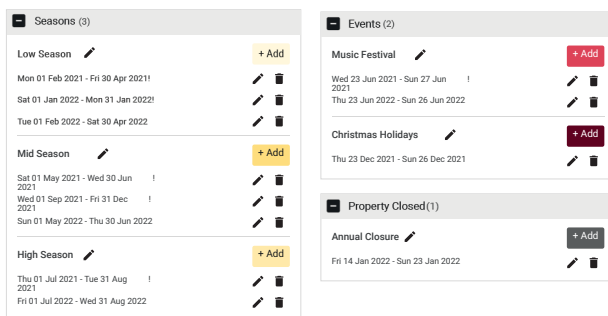 Seasons (3)
Low Season
+ Add
Mon 01 Feb 2021 - Fri 30 Apr 2021!
Sat 01 Jan 2022 - Mon 31 Jan 2022!
Tue 01 Feb 2022 - Sat 30 Apr 2022
Mid Season
+ Add
Sat 01 May 2021 - Wed 30 Jun !
2021
Wed 01 Sep 2021 - Fri 31 Dec !
2021
Sun 01 May 2022 - Thu 30 Jun 2022
High Season
+ Add
Thu 01 Jul 2021 - Tue 31 Aug !
2021
Fri 01 Jul 2022 - Wed 31 Aug 2022
Events (2)
Music Festival
+ Add
Wed 23 Jun 2021 - Sun 27 Jun !
2021
Thu 23 Jun 2022 - Sun 26 Jun 2022
Christmas Holidays
+ Add
Thu 23 Dec 2021 - Sun 26 Dec 2021
Property Closed(1)
Annual Closure
+ Add
Fri 14 Jan 2022 - Sun 23 Jan 2022